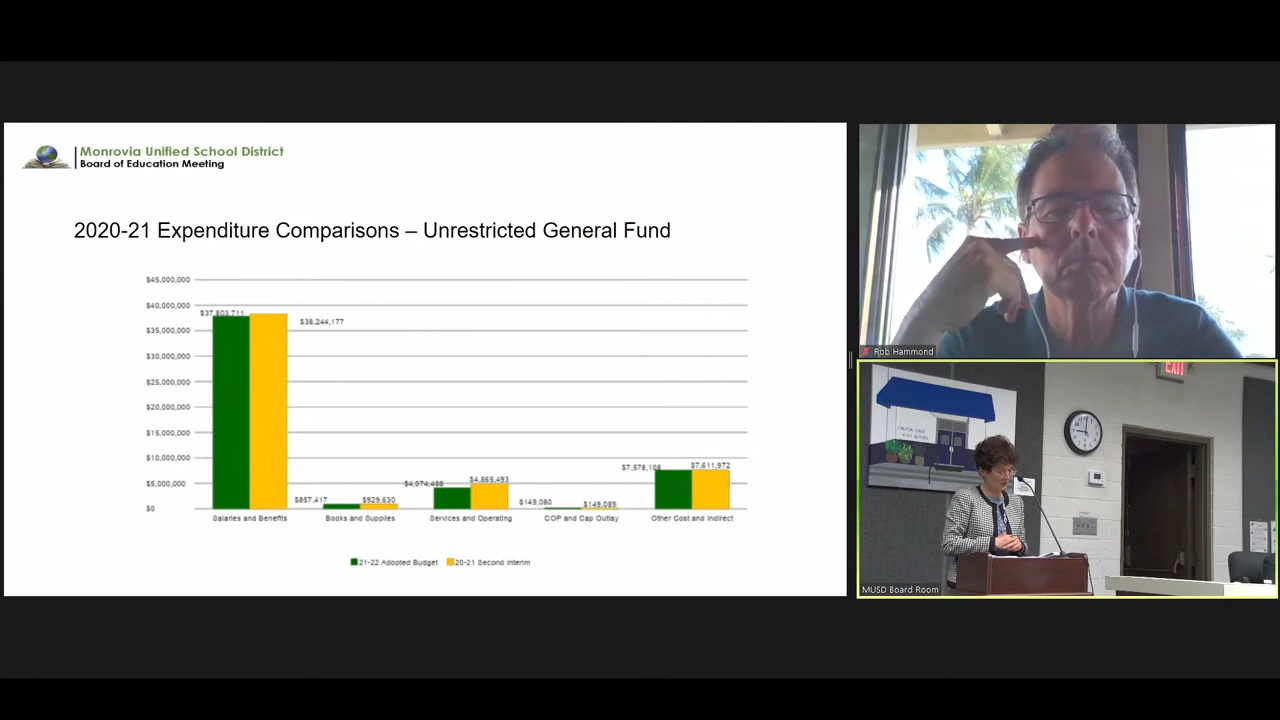 Monrovia Unified School District
Board of Education Meeting
2020-21 Expenditure Comparisons – Unrestricted General Fund
$45,000,000
$40,000,000
$35,000,000
$30,000,000
$25,000,000
$20,000,000
$15,000,000
$10,000,000
$5,000,000
$0
$37,803,711
$38,244,177
$857,417
$929,630
$4,074,488
$4,865,493
$149,080
$149,089
$7,578,108
$7,611,972
Salaries and Benefits
Books and Supplies
Services and Operating
COP and Cap Outlay
Other Cost and Indirect
21-22 Adopted Budget
20-21 Second Interim
Rob Hammond
EXIT
MUSD Board Room